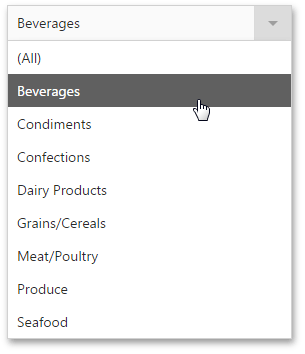 Beverages
(All)
Beverages
Condiments
Confections
Dairy Products
Grains/Cereals
Meat/Poultry
Produce
Seafood